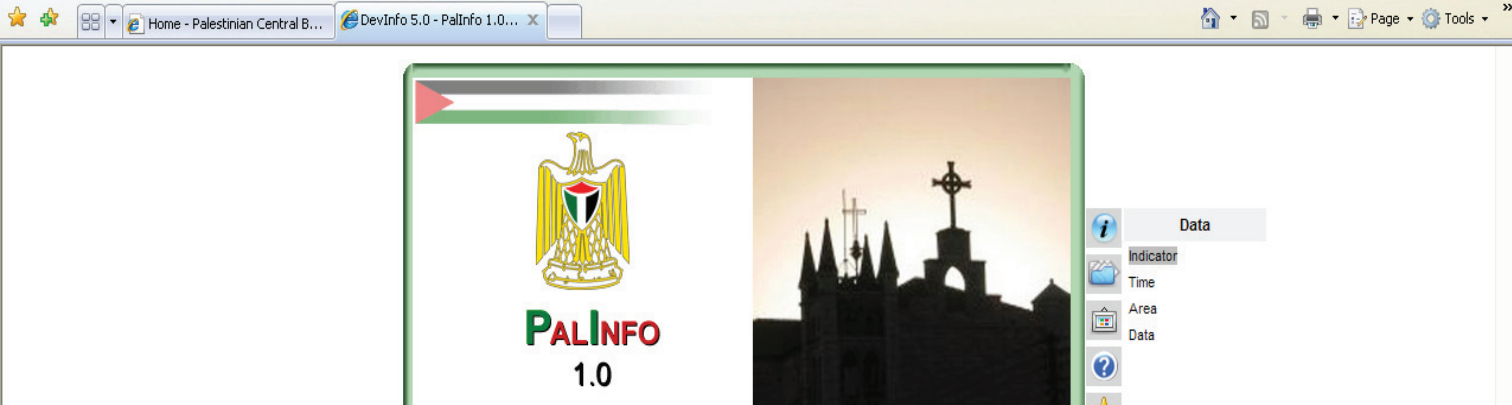 Home - Palestinian Central B...
DevInfo 5.0 - PalInfo 1.0...
Page
Tools
PALINFO
1.0
Data
Indicator
Time
Area
Data